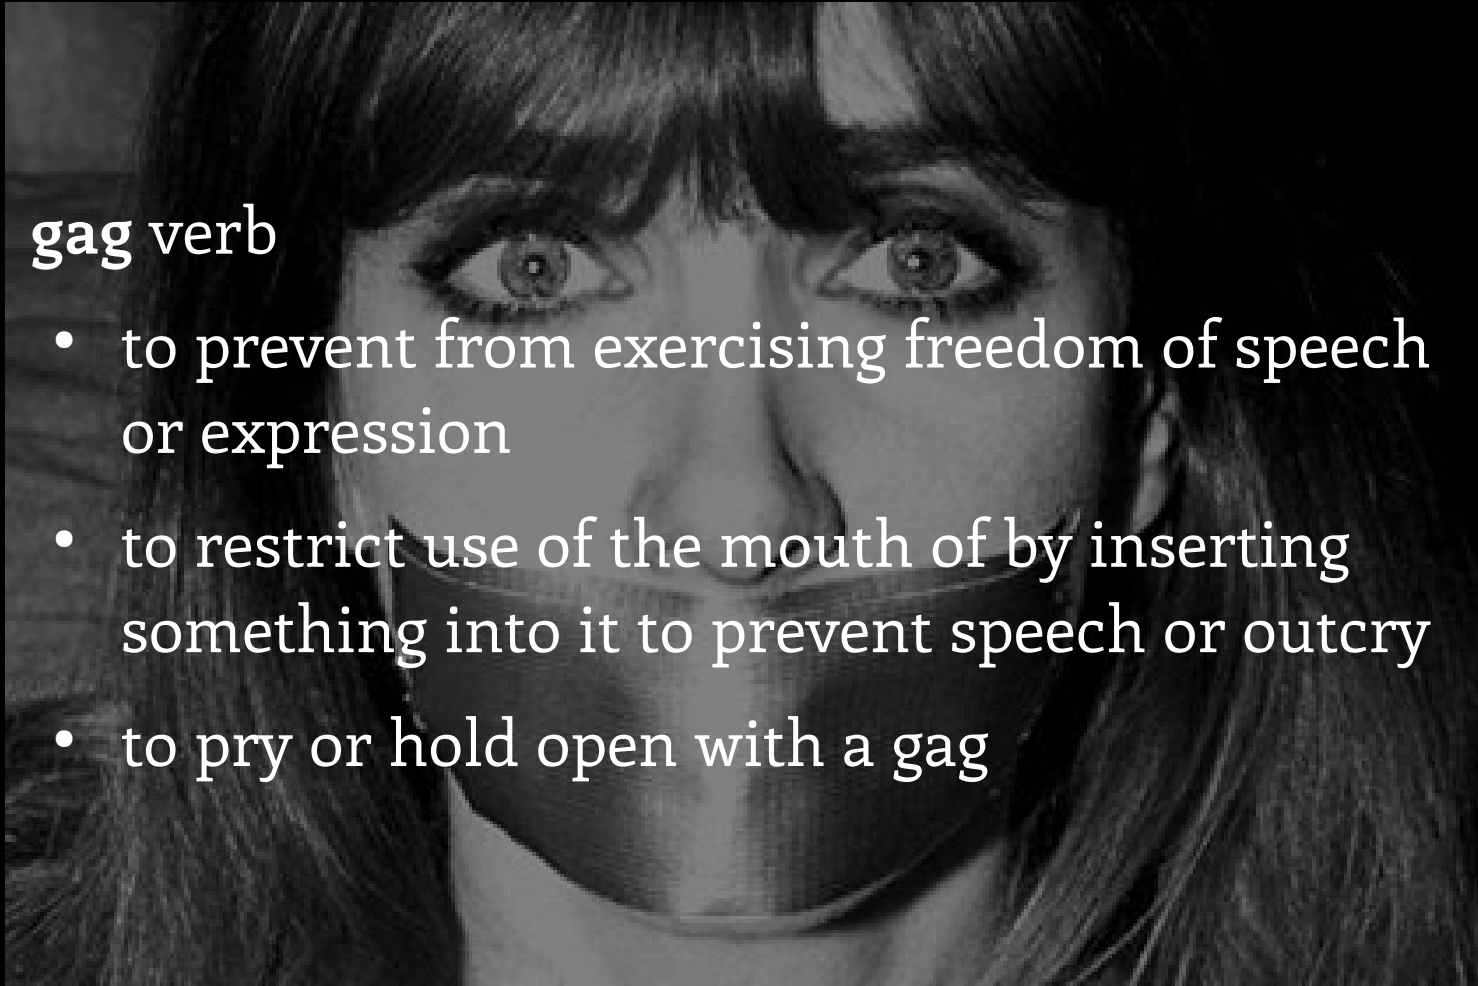 gag verb
• to prevent from exercising freedom of speech
or expression
• to restrict use of the mouth of by inserting
something into it to prevent speech or outcry
• to pry or hold open with a gag